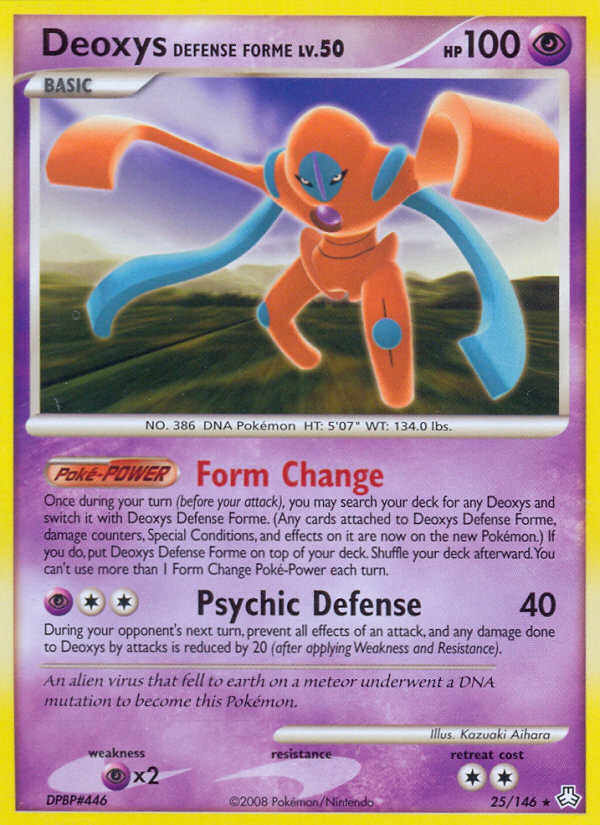 Deoxys DEFENSE FORME LV.50 HP 100
BASIC
NO. 386 DNA Pokémon HT: 5'07" WT: 134.0 lbs.
Poké-POWER Form Change
Once during your turn (before your attack), you may search your deck for any Deoxys and
switch it with Deoxys Defense Forme. (Any cards attached to Deoxys Defense Forme,
damage counters, Special Conditions, and effects on it are now on the new Pokémon.) If
you do, put Deoxys Defense Forme on top of your deck. Shuffle your deck afterward. You
can't use more than 1 Form Change Poké-Power each turn.
Psychic Defense 40
During your opponent's next turn, prevent all effects of an attack, and any damage done
to Deoxys by attacks is reduced by 20 (after applying Weakness and Resistance).
An alien virus that fell to earth on a meteor underwent a DNA
mutation to become this Pokémon.
Illus. Kazuaki Aihara
weakness resistance retreat cost
x2
DPBP#446 ©2008 Pokémon/Nintendo 25/146 ★